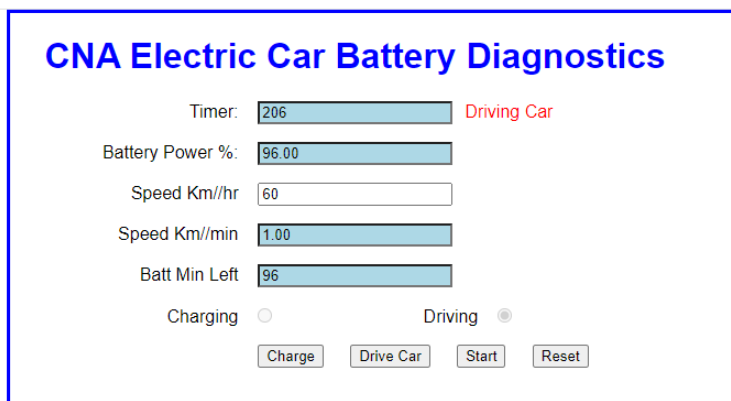 CNA Electric Car Battery Diagnostics
Timer: 206 Driving Car
Battery Power %: 96.00
Speed Km//hr 60
Speed Km//min 1.00
Batt Min Left 96
Charging Driving
Charge Drive Car Start Reset